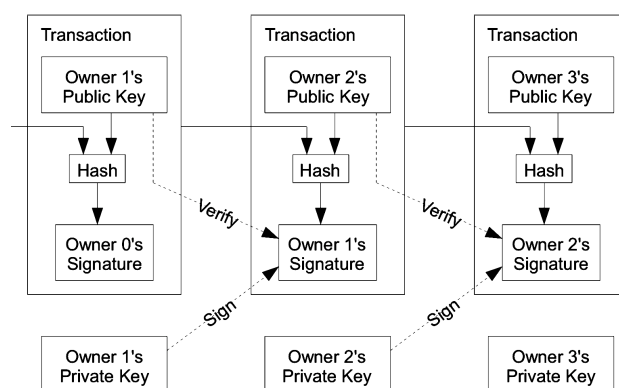 Transaction
Owner 1's
Public Key
Hash
Owner 0's
Signature
Transaction
Owner 2's
Public Key
Hash
Verify
Owner 1's
Signature
Transaction
Owner 3's
Public Key
Hash
Verify
Owner 2's
Signature
Owner 1's
Private Key
Sign
Owner 2's
Private Key
Sign
Owner 3's
Private Key